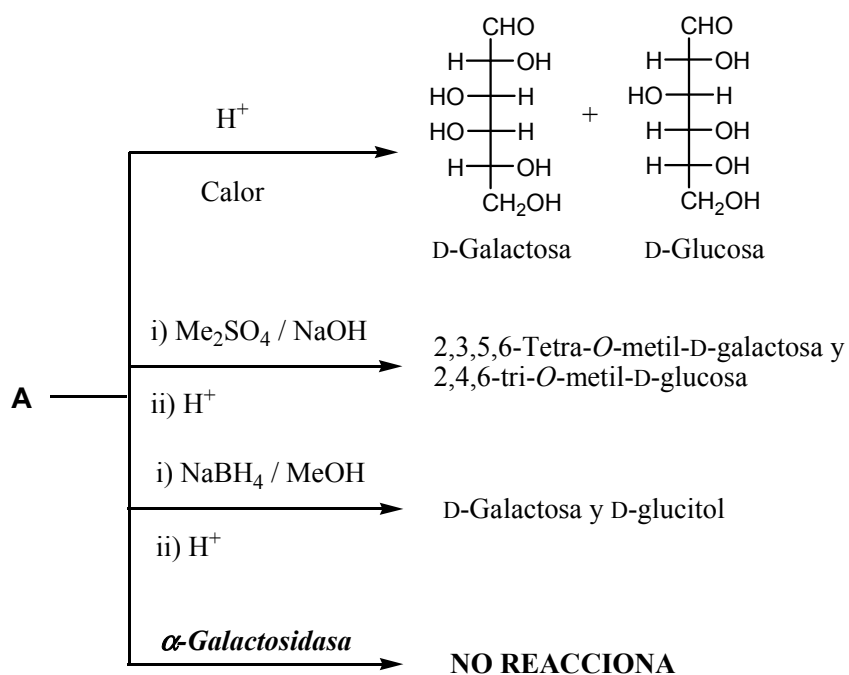 CHO
H OH
HO H
HO H
H OH
CH2OH
D-Galactosa
+
CHO
H OH
HO H
H OH
H OH
CH2OH
D-Glucosa
H+
Calor
i) Me2SO4 / NaOH
ii) H+
2,3,5,6-Tetra-O-metil-D-galactosa y
2,4,6-tri-O-metil-D-glucosa
A
i) NaBH4 / MeOH
ii) H+
D-Galactosa y D-glucitol
α-Galactosidasa
NO REACCIONA